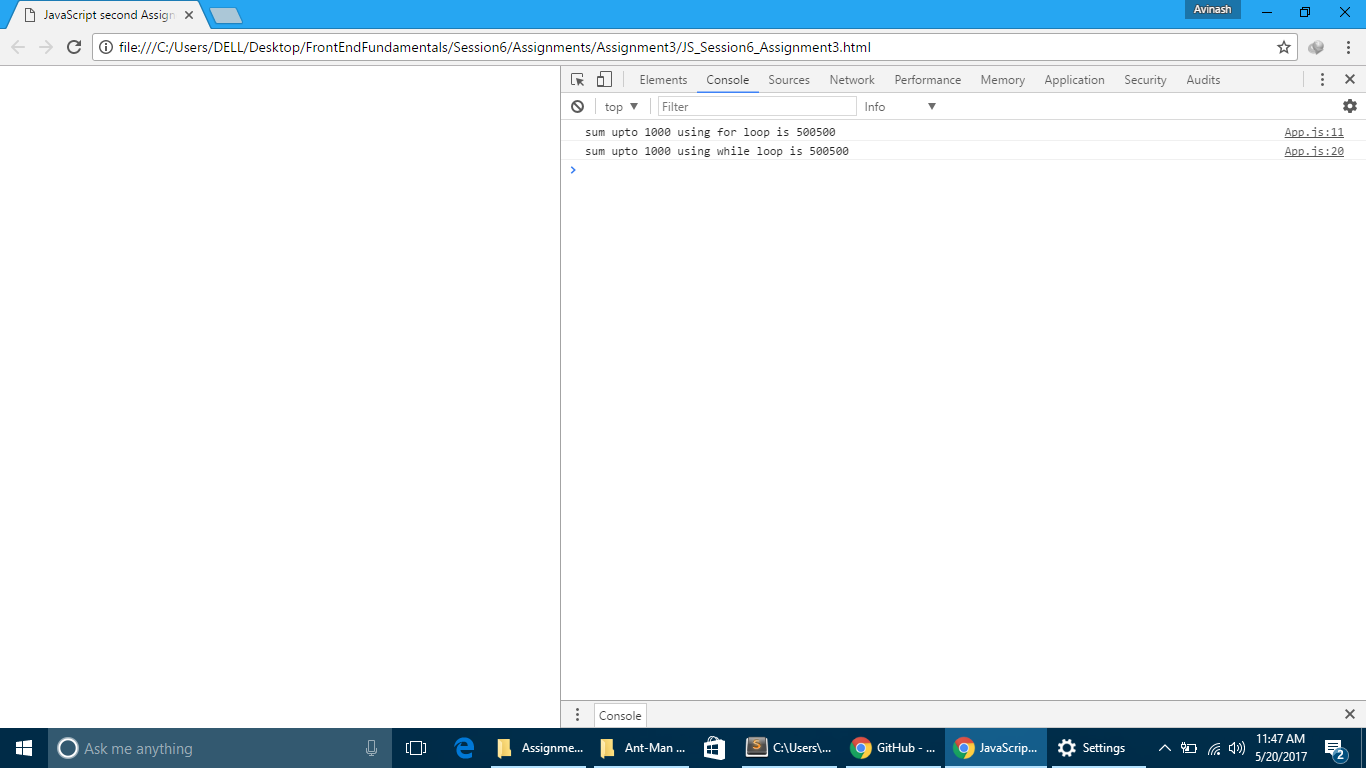 JavaScript second Assign
Avinash
file:///C:/Users/DELL/Desktop/FrontEndFundamentals/Session6/Assignments/Assignment3/JS_Session6_Assignment3.html
Elements Console Sources Network Performance Memory Application Security Audits
top Filter Info
sum upto 1000 using for loop is 500500 App.js:11
sum upto 1000 using while loop is 500500 App.js:20
Console
Ask me anything
Assignme... Ant-Man ... C:\Users\... GitHub - ... JavaScrip... Settings
11:47 AM
5/20/2017
2